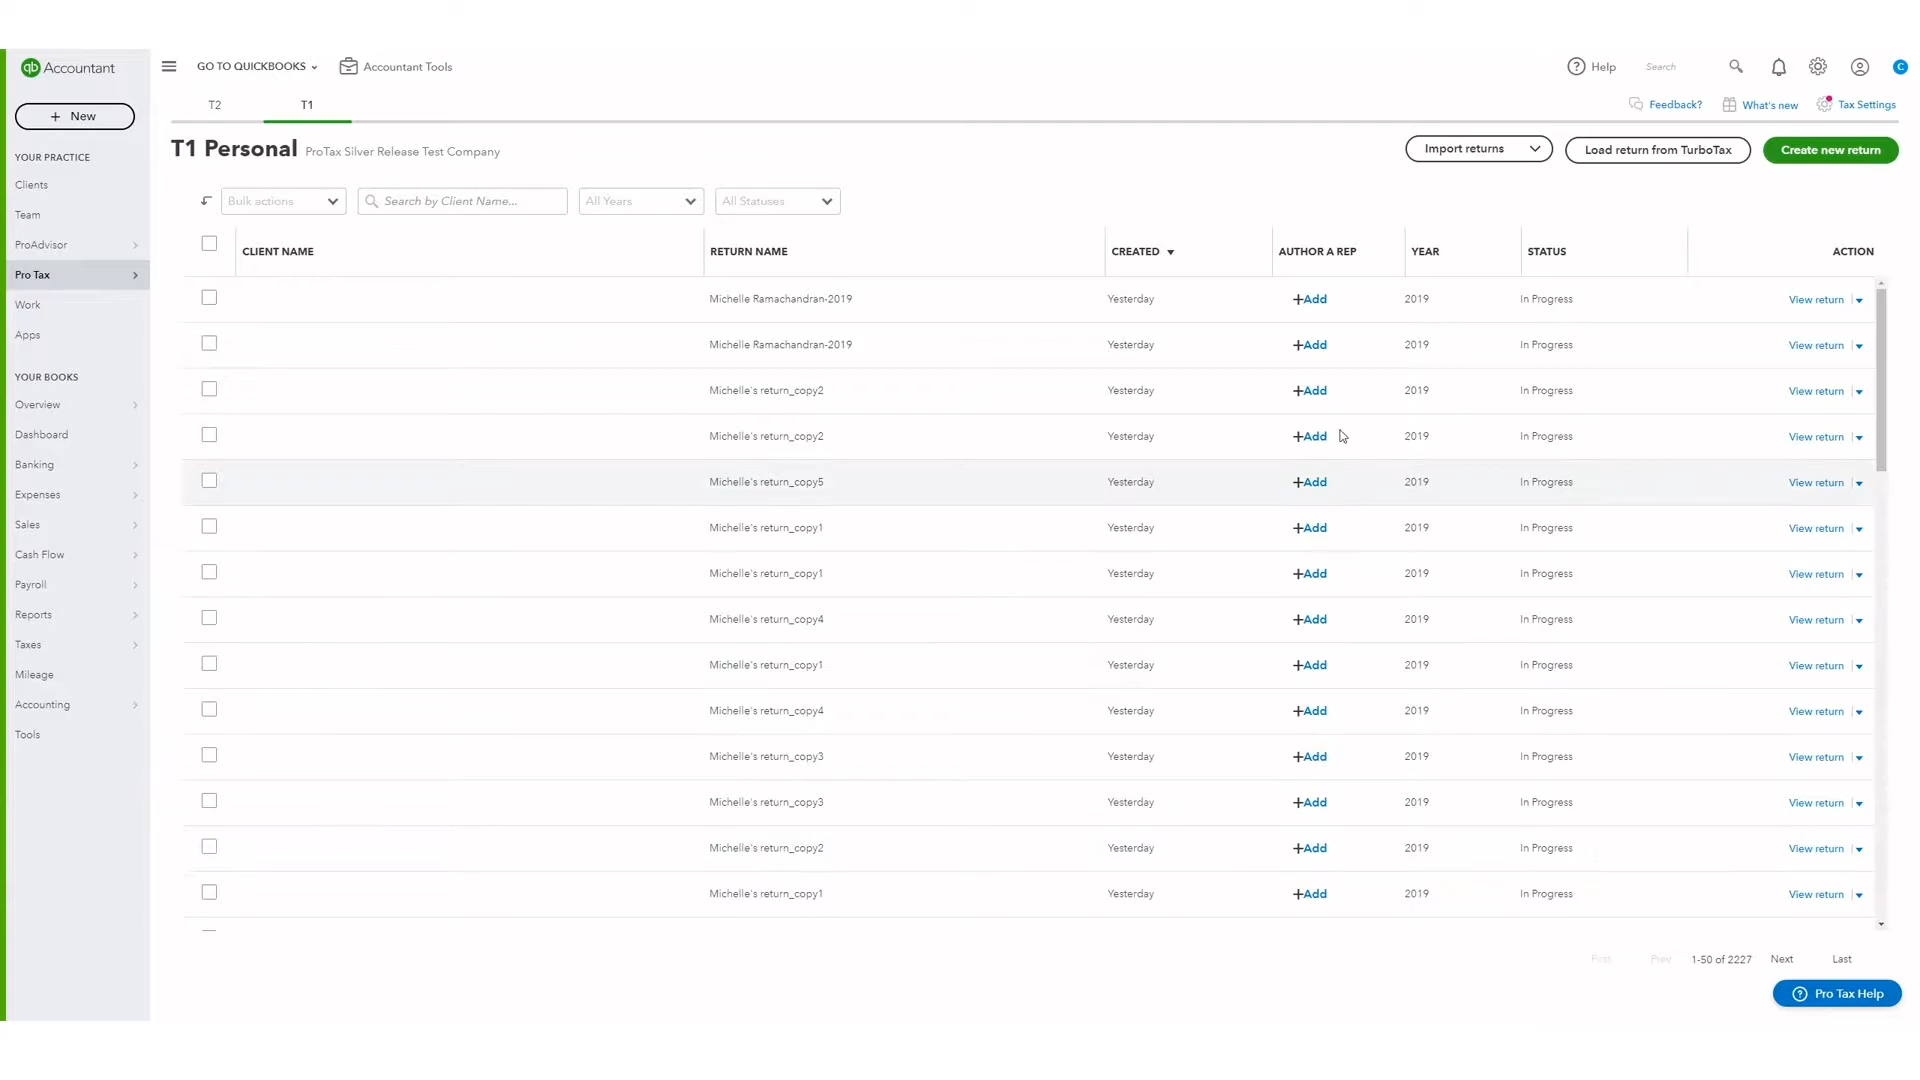 qb Accountant
GO TO QUICKBOOKS
Accountant Tools
Help
Search
C
+ New
T2
T1
Feedback?
What's new
Tax Settings
T1 Personal ProTax Silver Release Test Company
Import returns
Load return from TurboTax
Create new return
YOUR PRACTICE
Clients
Team
ProAdvisor
Pro Tax
Work
Apps
YOUR BOOKS
Overview
Dashboard
Banking
Expenses
Sales
Cash Flow
Payroll
Reports
Taxes
Mileage
Accounting
Tools
Bulk actions
Search by Client Name...
All Years
All Statuses
CLIENT NAME RETURN NAME CREATED AUTHOR A REP YEAR STATUS ACTION
Michelle Ramachandran-2019 Yesterday +Add 2019 In Progress View return
Michelle Ramachandran-2019 Yesterday +Add 2019 In Progress View return
Michelle's return_copy2 Yesterday +Add 2019 In Progress View return
Michelle's return_copy2 Yesterday +Add 2019 In Progress View return
Michelle's return_copy5 Yesterday +Add 2019 In Progress View return
Michelle's return_copy1 Yesterday +Add 2019 In Progress View return
Michelle's return_copy1 Yesterday +Add 2019 In Progress View return
Michelle's return_copy4 Yesterday +Add 2019 In Progress View return
Michelle's return_copy1 Yesterday +Add 2019 In Progress View return
Michelle's return_copy4 Yesterday +Add 2019 In Progress View return
Michelle's return_copy3 Yesterday +Add 2019 In Progress View return
Michelle's return_copy3 Yesterday +Add 2019 In Progress View return
Michelle's return_copy2 Yesterday +Add 2019 In Progress View return
Michelle's return_copy1 Yesterday +Add 2019 In Progress View return
First Prev 1-50 of 2227 Next Last
Pro Tax Help